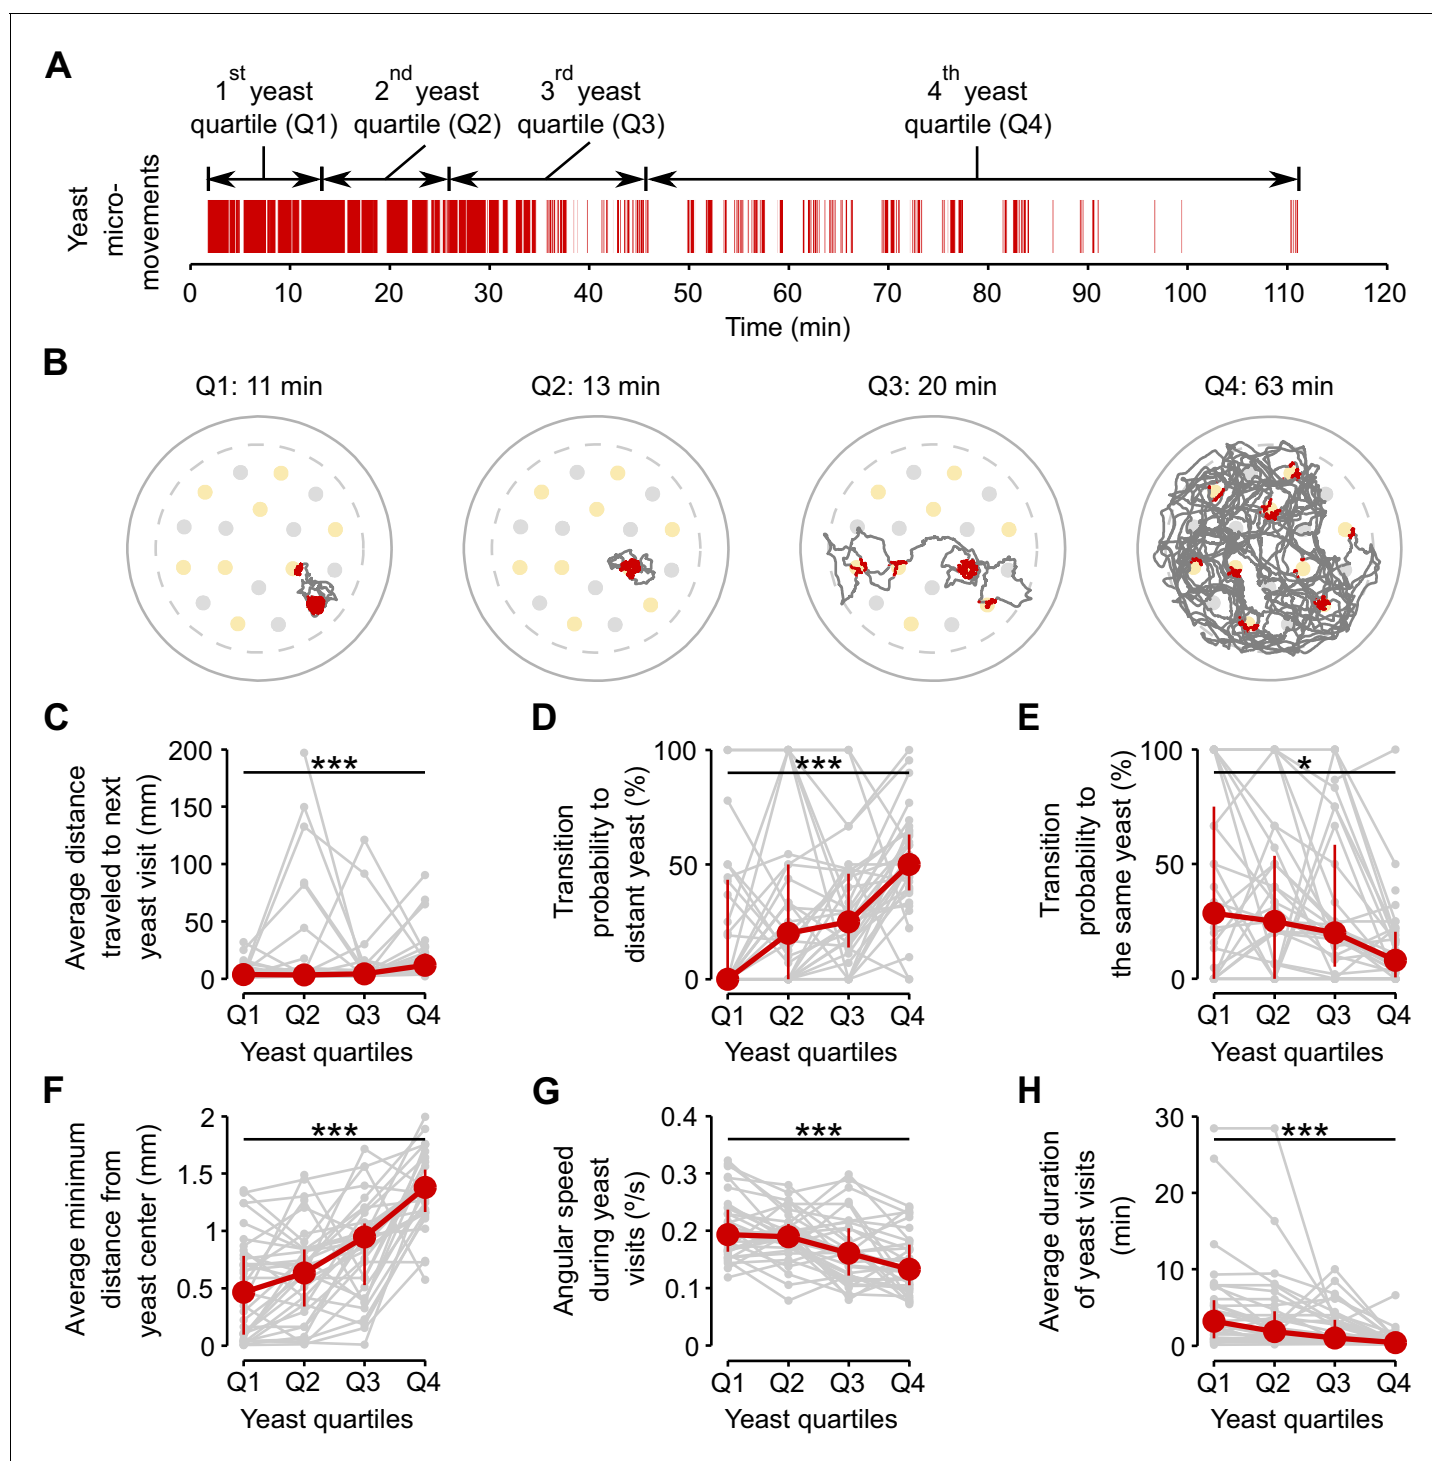 A
1st yeast
quartile (Q1)
2nd yeast
quartile (Q2)
3rd yeast
quartile (Q3)
4th yeast
quartile (Q4)
Yeast
micro-
movements
0 10 20 30 40 50 60 70 80 90 100 110 120
Time (min)
B
Q1: 11 min
Q2: 13 min
Q3: 20 min
Q4: 63 min
C
Average distance
traveled to next
yeast visit (mm)
200
150
100
50
0
***
Q1 Q2 Q3 Q4
Yeast quartiles
D
Transition
probability to
distant yeast (%)
100
50
0
***
Q1 Q2 Q3 Q4
Yeast quartiles
E
Transition
probability to
the same yeast (%)
100
50
0
*
Q1 Q2 Q3 Q4
Yeast quartiles
F
Average minimum
distance from
yeast center (mm)
2
1.5
1
0.5
0
***
Q1 Q2 Q3 Q4
Yeast quartiles
G
Angular speed
during yeast
visits (º/s)
0.4
0.3
0.2
0.1
0
***
Q1 Q2 Q3 Q4
Yeast quartiles
H
Average duration
of yeast visits
(min)
30
20
10
0
***
Q1 Q2 Q3 Q4
Yeast quartiles